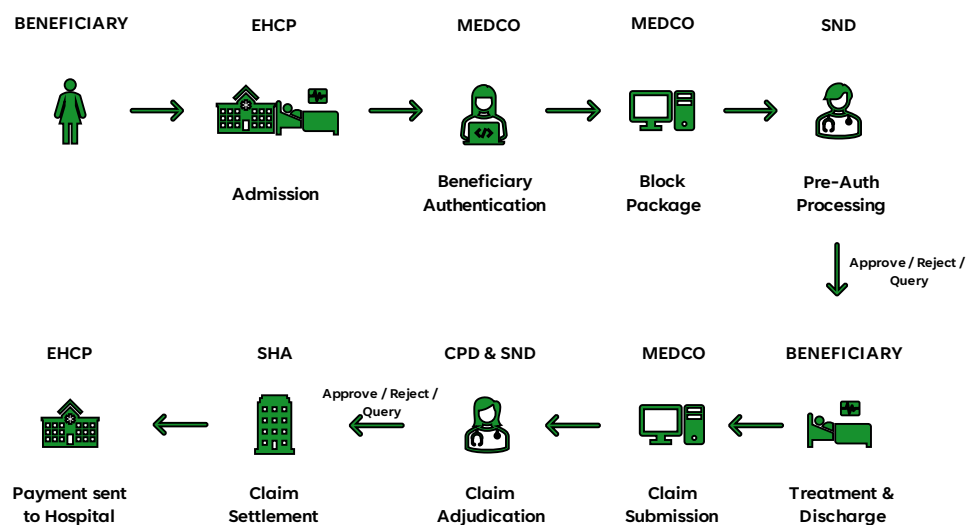 BENEFICIARY
EHCP
MEDCO
MEDCO
SND
</>
Admission
Beneficiary
Authentication
Block
Package
Pre-Auth
Processing
Approve / Reject /
Query
BENEFICIARY
Treatment &
Discharge
MEDCO
Claim
Submission
CPD & SND
Claim
Adjudication
Approve / Reject /
Query
SHA
Claim
Settlement
EHCP
Payment sent
to Hospital